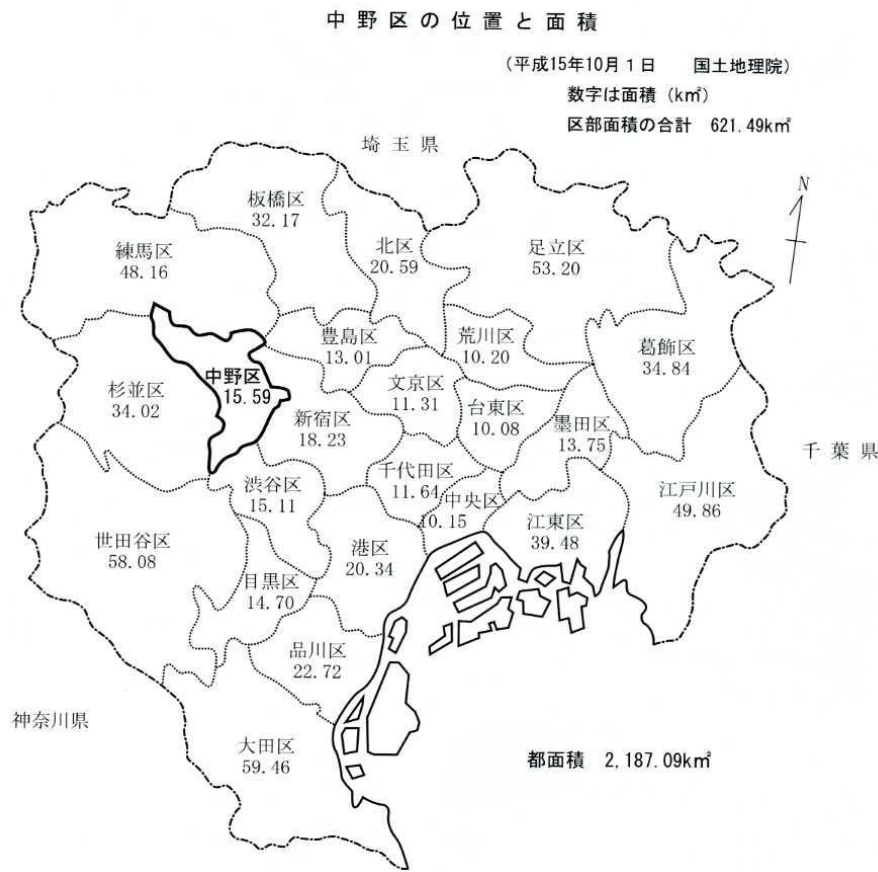 中野区の位置と面積
(平成15年10月1日 国土地理院)
数字は面積 (k㎡)
区部面積の合計 621.49k㎡
埼玉県
N
板橋区
32.17
練馬区
48.16
北区
20.59
足立区
53.20
豊島区
13.01
荒川区
10.20
葛飾区
34.84
中野区
15.59
杉並区
34.02
文京区
11.31
台東区
10.08
新宿区
18.23
墨田区
13.75
千葉県
千代田区
11.64
渋谷区
15.11
中央区
10.15
江戸川区
49.86
江東区
39.48
世田谷区
58.08
港区
20.34
目黒区
14.70
品川区
22.72
神奈川県
大田区
59.46
都面積 2,187.09k㎡